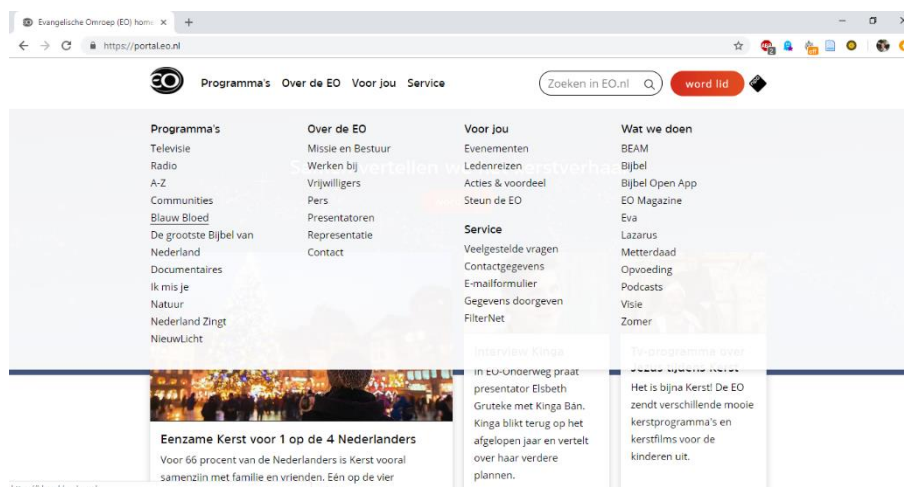 Evangelische Omroep (EO) home
https://portal.eo.nl
EO Programma's Over de EO Voor jou Service Zoeken in EO.nl word lid
Programma's
Televisie
Radio
A-Z
Communities
Blauw Bloed
De grootste Bijbel van
Nederland
Documentaires
Ik mis je
Natuur
Nederland Zingt
NieuwLicht
Over de EO
Missie en Bestuur
Werken bij
Vrijwilligers
Pers
Presentatoren
Representatie
Contact
Voor jou
Evenementen
Ledenreizen
Acties & voordeel
Steun de EO
Service
Veelgestelde vragen
Contactgegevens
E-mailformulier
Gegevens doorgeven
FilterNet
Wat we doen
BEAM
Bijbel
Bijbel Open App
EO Magazine
Eva
Lazarus
Metterdaad
Opvoeding
Podcasts
Visie
Zomer
Eenzame Kerst voor 1 op de 4 Nederlanders
Voor 66 procent van de Nederlanders is Kerst vooral
samenzijn met familie en vrienden. Eén op de vier
Interview Kinga
In EO-Onderweg praat
presentator Elsbeth
Gruteke met Kinga Bán.
Kinga blikt terug op het
afgelopen jaar en vertelt
over haar verdere
plannen.
Tv-programma over
Jezus tijdens Kerst
Het is bijna Kerst! De EO
zendt verschillende mooie
kerstprogramma's en
kerstfilms voor de
kinderen uit.